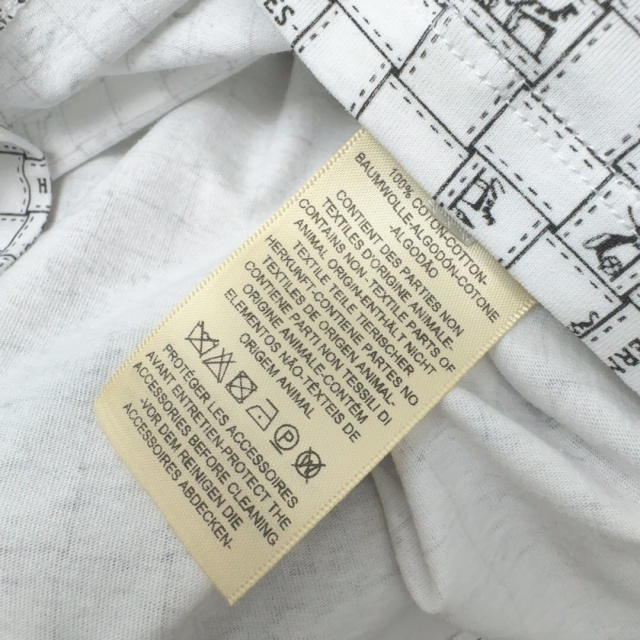 100% COTON-COTTON
BAUMWOLLE-ALGODON-COTONE
ALGODÃO
CONTIENT DES PARTIES NON
TEXTILES D'ORIGINE ANIMALE.
CONTAINS NON-TEXTILE PARTS OF
ANIMAL ORIGIN-ENTHÄLT NICHT
TEXTILE TEILE TIERISCHER
HERKUNFT-CONTIENE PARTES NO
TEXTILES DE ORIGEN ANIMAL
CONTIENE PARTI NON TESSILI DI
ORIGINE ANIMALE-CONTÉM
ELEMENTOS NÃO-TÊXTEIS DE
ORIGEM ANIMAL
P
PROTEGER LES ACCESSOIRES
AVANT ENTRETIEN-PROTECT THE
ACCESSORIES BEFORE CLEANING
-VOR DEM REINIGEN DIE
ACCESSOIRES ABDECKEN-